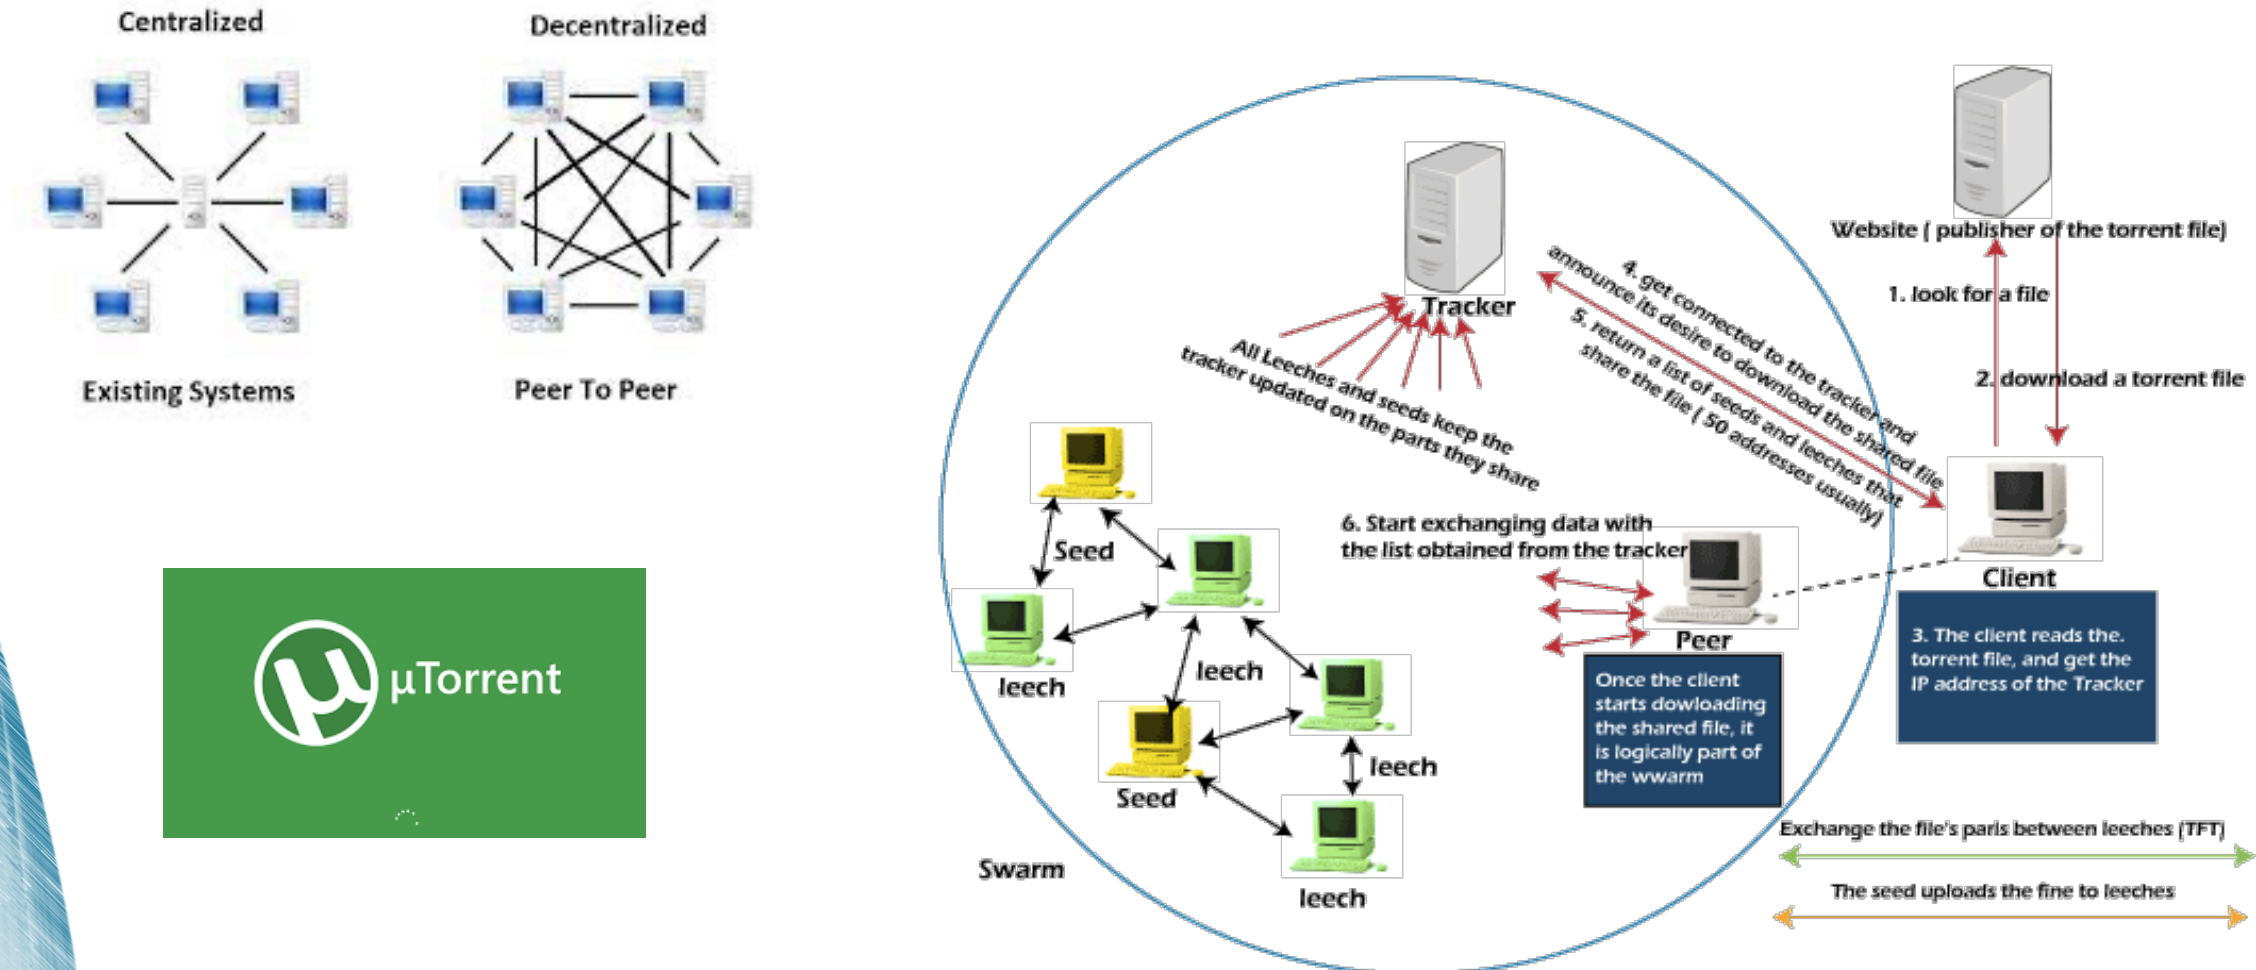 Centralized
Decentralized
Existing Systems
Peer To Peer
µTorrent
Tracker
All Leeches and seeds keep the
tracker updated on the parts they share
Website ( publisher of the torrent file)
1. look for a file
2. download a torrent file
4. get connected to the tracker and
announce its desire to download the shared file
5. return a list of seeds and leeches that
share the file ( 50 addresses usually)
Client
3. The client reads the.
torrent file, and get the
IP address of the Tracker
6. Start exchanging data with
the list obtained from the tracker
Peer
Once the client
starts dowloading
the shared file, it
is logically part of
the wwarm
Seed
leech
leech
Seed
leech
leech
Swarm
Exchange the file's paris between leeches (TFT)
The seed uploads the fine to leeches